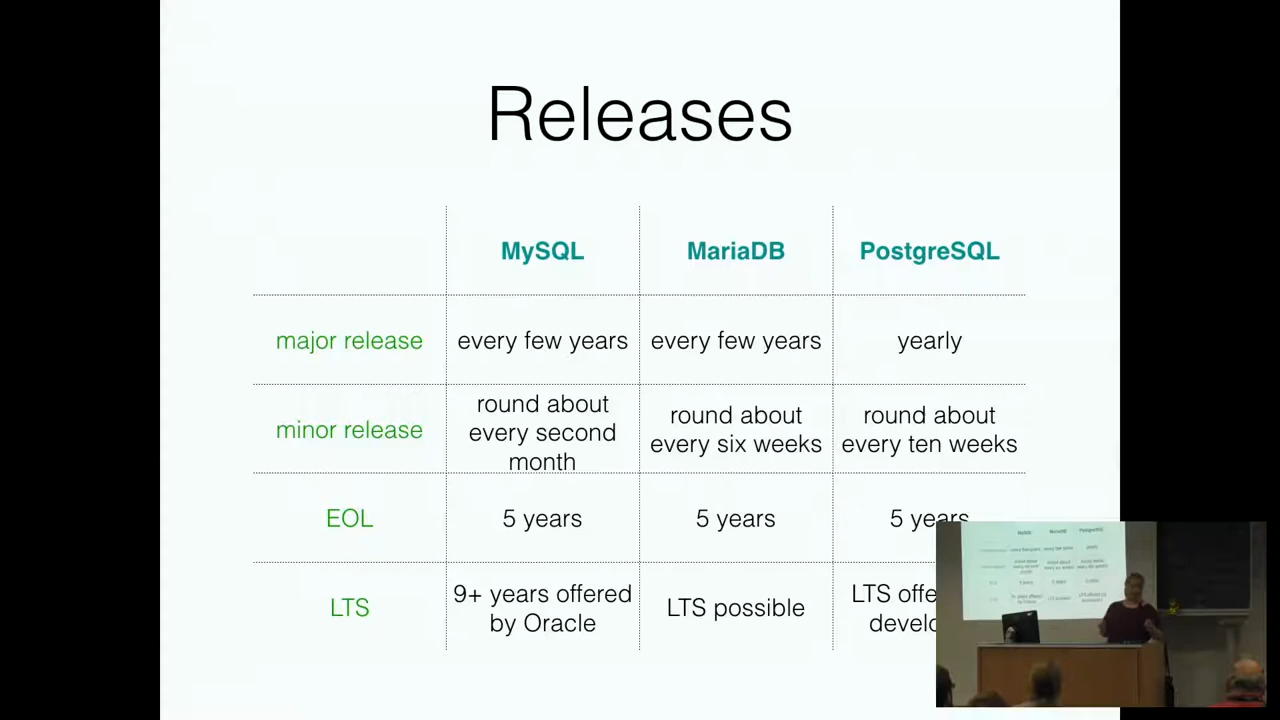 Releases
MySQL MariaDB PostgreSQL
major release every few years every few years yearly
minor release
round about
every second
month
round about
every six weeks
round about
every ten weeks
EOL 5 years 5 years 5 years
LTS
9+ years offered
by Oracle
LTS possible
LTS